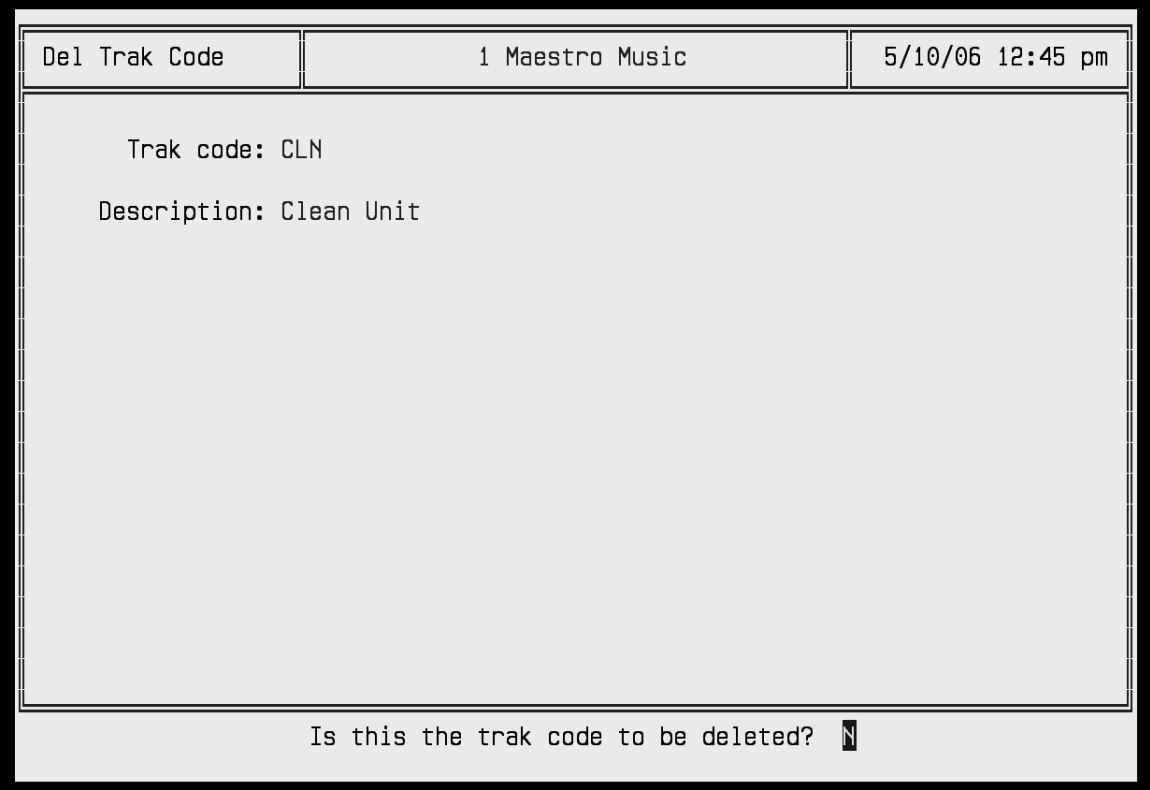 Del Trak Code 1 Maestro Music 5/10/06 12:45 pm
Trak code: CLN
Description: Clean Unit
Is this the trak code to be deleted? N